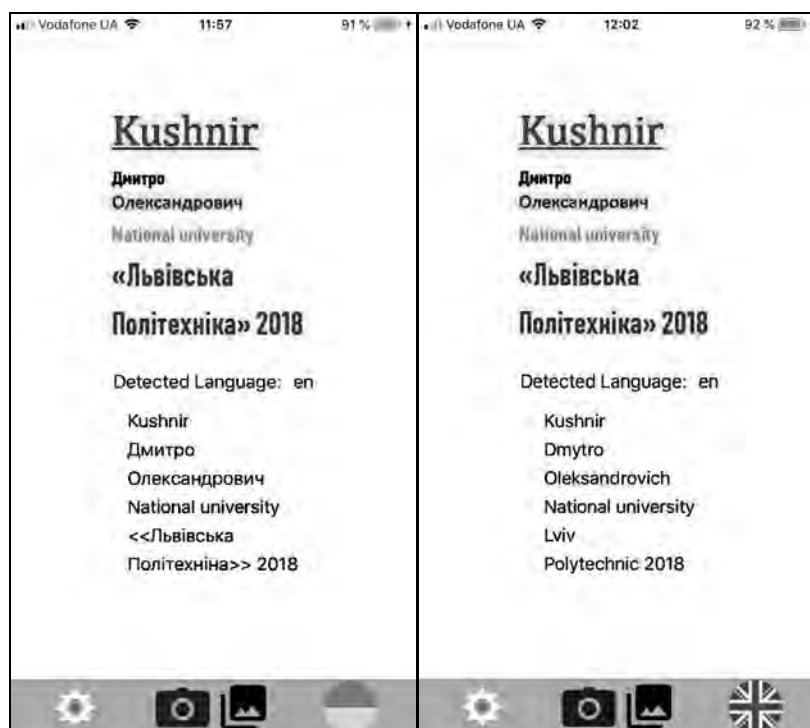 Vodafone UA 11:57 91 %
Kushnir
Дмитро
Олександрович
National university
«Львівська
Політехніка» 2018
Detected Language: en
Kushnir
Дмитро
Олександрович
National university
<<Львівська
Політехніна>> 2018
Vodafone UA 12:02 92 %
Kushnir
Дмитро
Олександрович
National university
«Львівська
Політехніка» 2018
Detected Language: en
Kushnir
Dmytro
Oleksandrovich
National university
Lviv
Polytechnic 2018